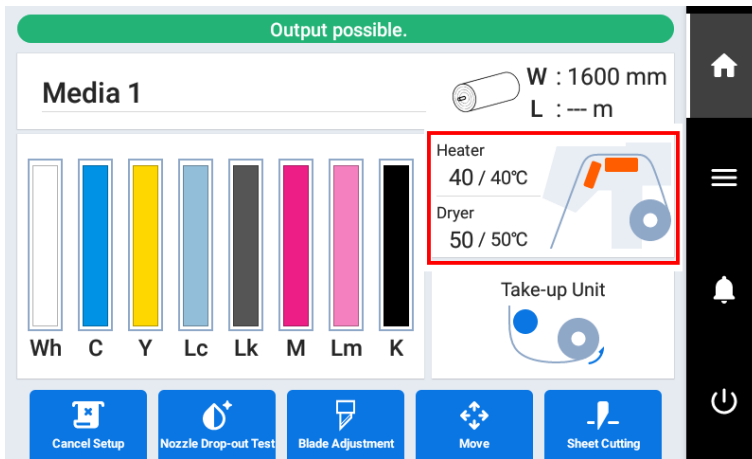 Output possible.
Media 1
W : 1600 mm
L : --- m
Heater
40 / 40℃
Dryer
50 / 50℃
Take-up Unit
Wh C Y Lc Lk M Lm K
Cancel Setup Nozzle Drop-out Test Blade Adjustment Move Sheet Cutting